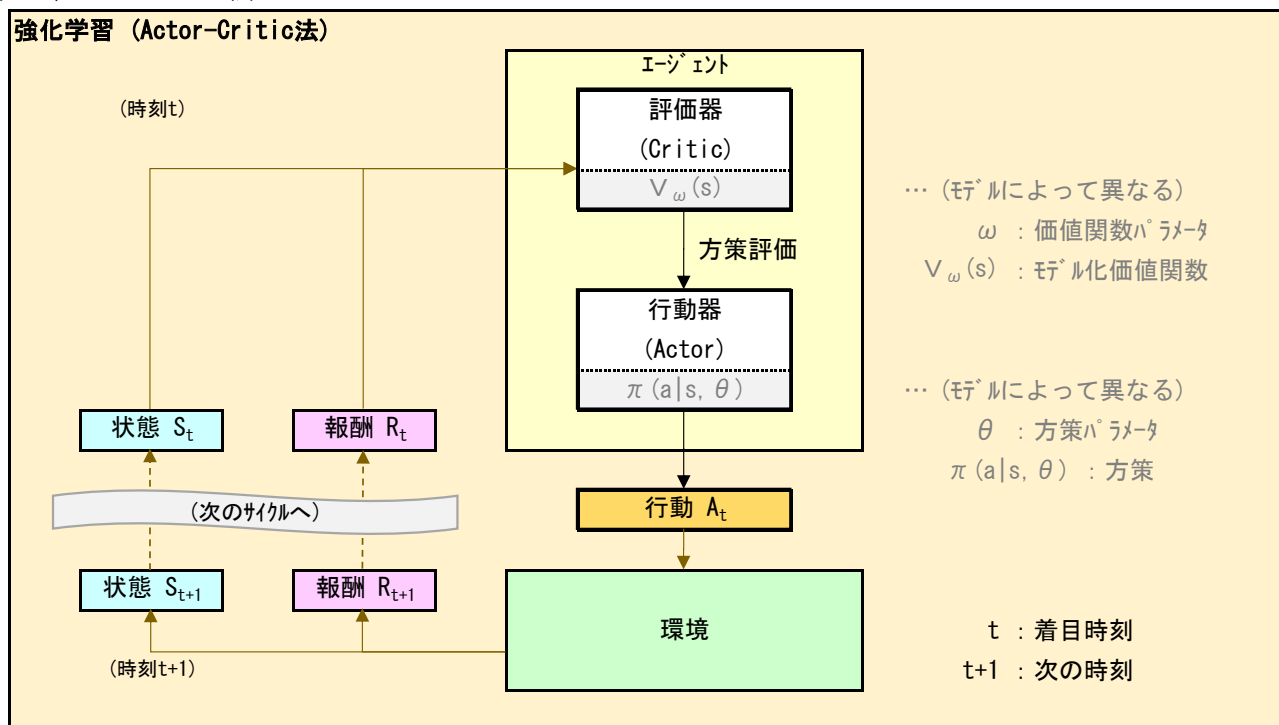 強化学習 (Actor-Critic法)
ｴｰｼﾞｪﾝﾄ
(時刻t)
評価器
(Critic)
Ｖω(s)
… (ﾓﾃﾞﾙによって異なる)
ω : 価値関数ﾊﾟﾗﾒｰﾀ
Ｖω(s) : ﾓﾃﾞﾙ化価値関数
方策評価
行動器
(Actor)
π(a|s, θ)
… (ﾓﾃﾞﾙによって異なる)
θ : 方策ﾊﾟﾗﾒｰﾀ
π(a|s, θ) : 方策
状態 St
報酬 Rt
(次のｻｲｸﾙへ)
行動 At
状態 St+1
報酬 Rt+1
環境
(時刻t+1)
t : 着目時刻
t+1 : 次の時刻